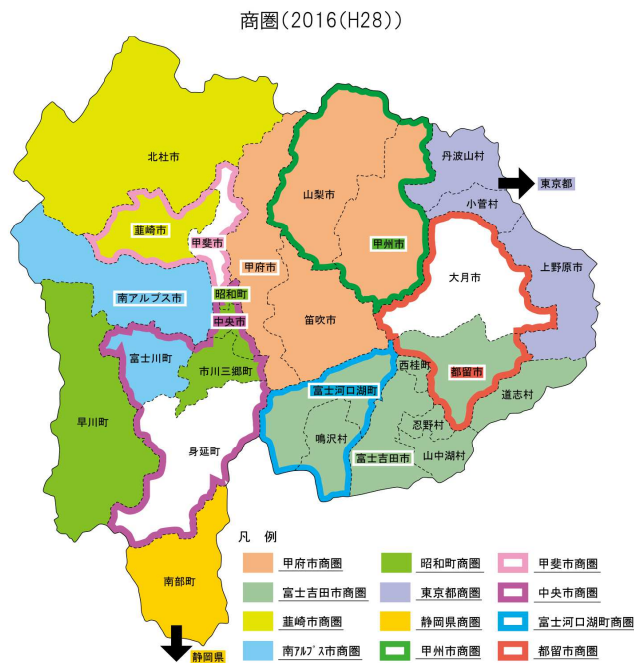 商圏(2016(H28))
北杜市
丹波山村
東京都
山梨市
小菅村
韮崎市
甲斐市
甲州市
甲府市
大月市
上野原市
南アルプス市
昭和町
中央市
笛吹市
富士川町
市川三郷町
西桂町
都留市
道志村
富士河口湖町
早川町
忍野村
鳴沢村
身延町
富士吉田市
山中湖村
凡 例
甲府市商圏
昭和町商圏
甲斐市商圏
富士吉田市商圏
東京都商圏
中央市商圏
韮崎市商圏
静岡県商圏
富士河口湖町商圏
南ｱﾙﾌﾟｽ市商圏
甲州市商圏
都留市商圏
南部町
静岡県